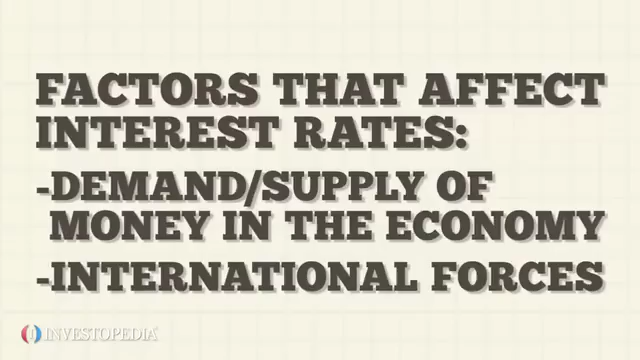 FACTORS THAT AFFECT
INTEREST RATES:
-DEMAND/SUPPLY OF
MONEY IN THE ECONOMY
-INTERNATIONAL FORCES
INVESTOPEDIA